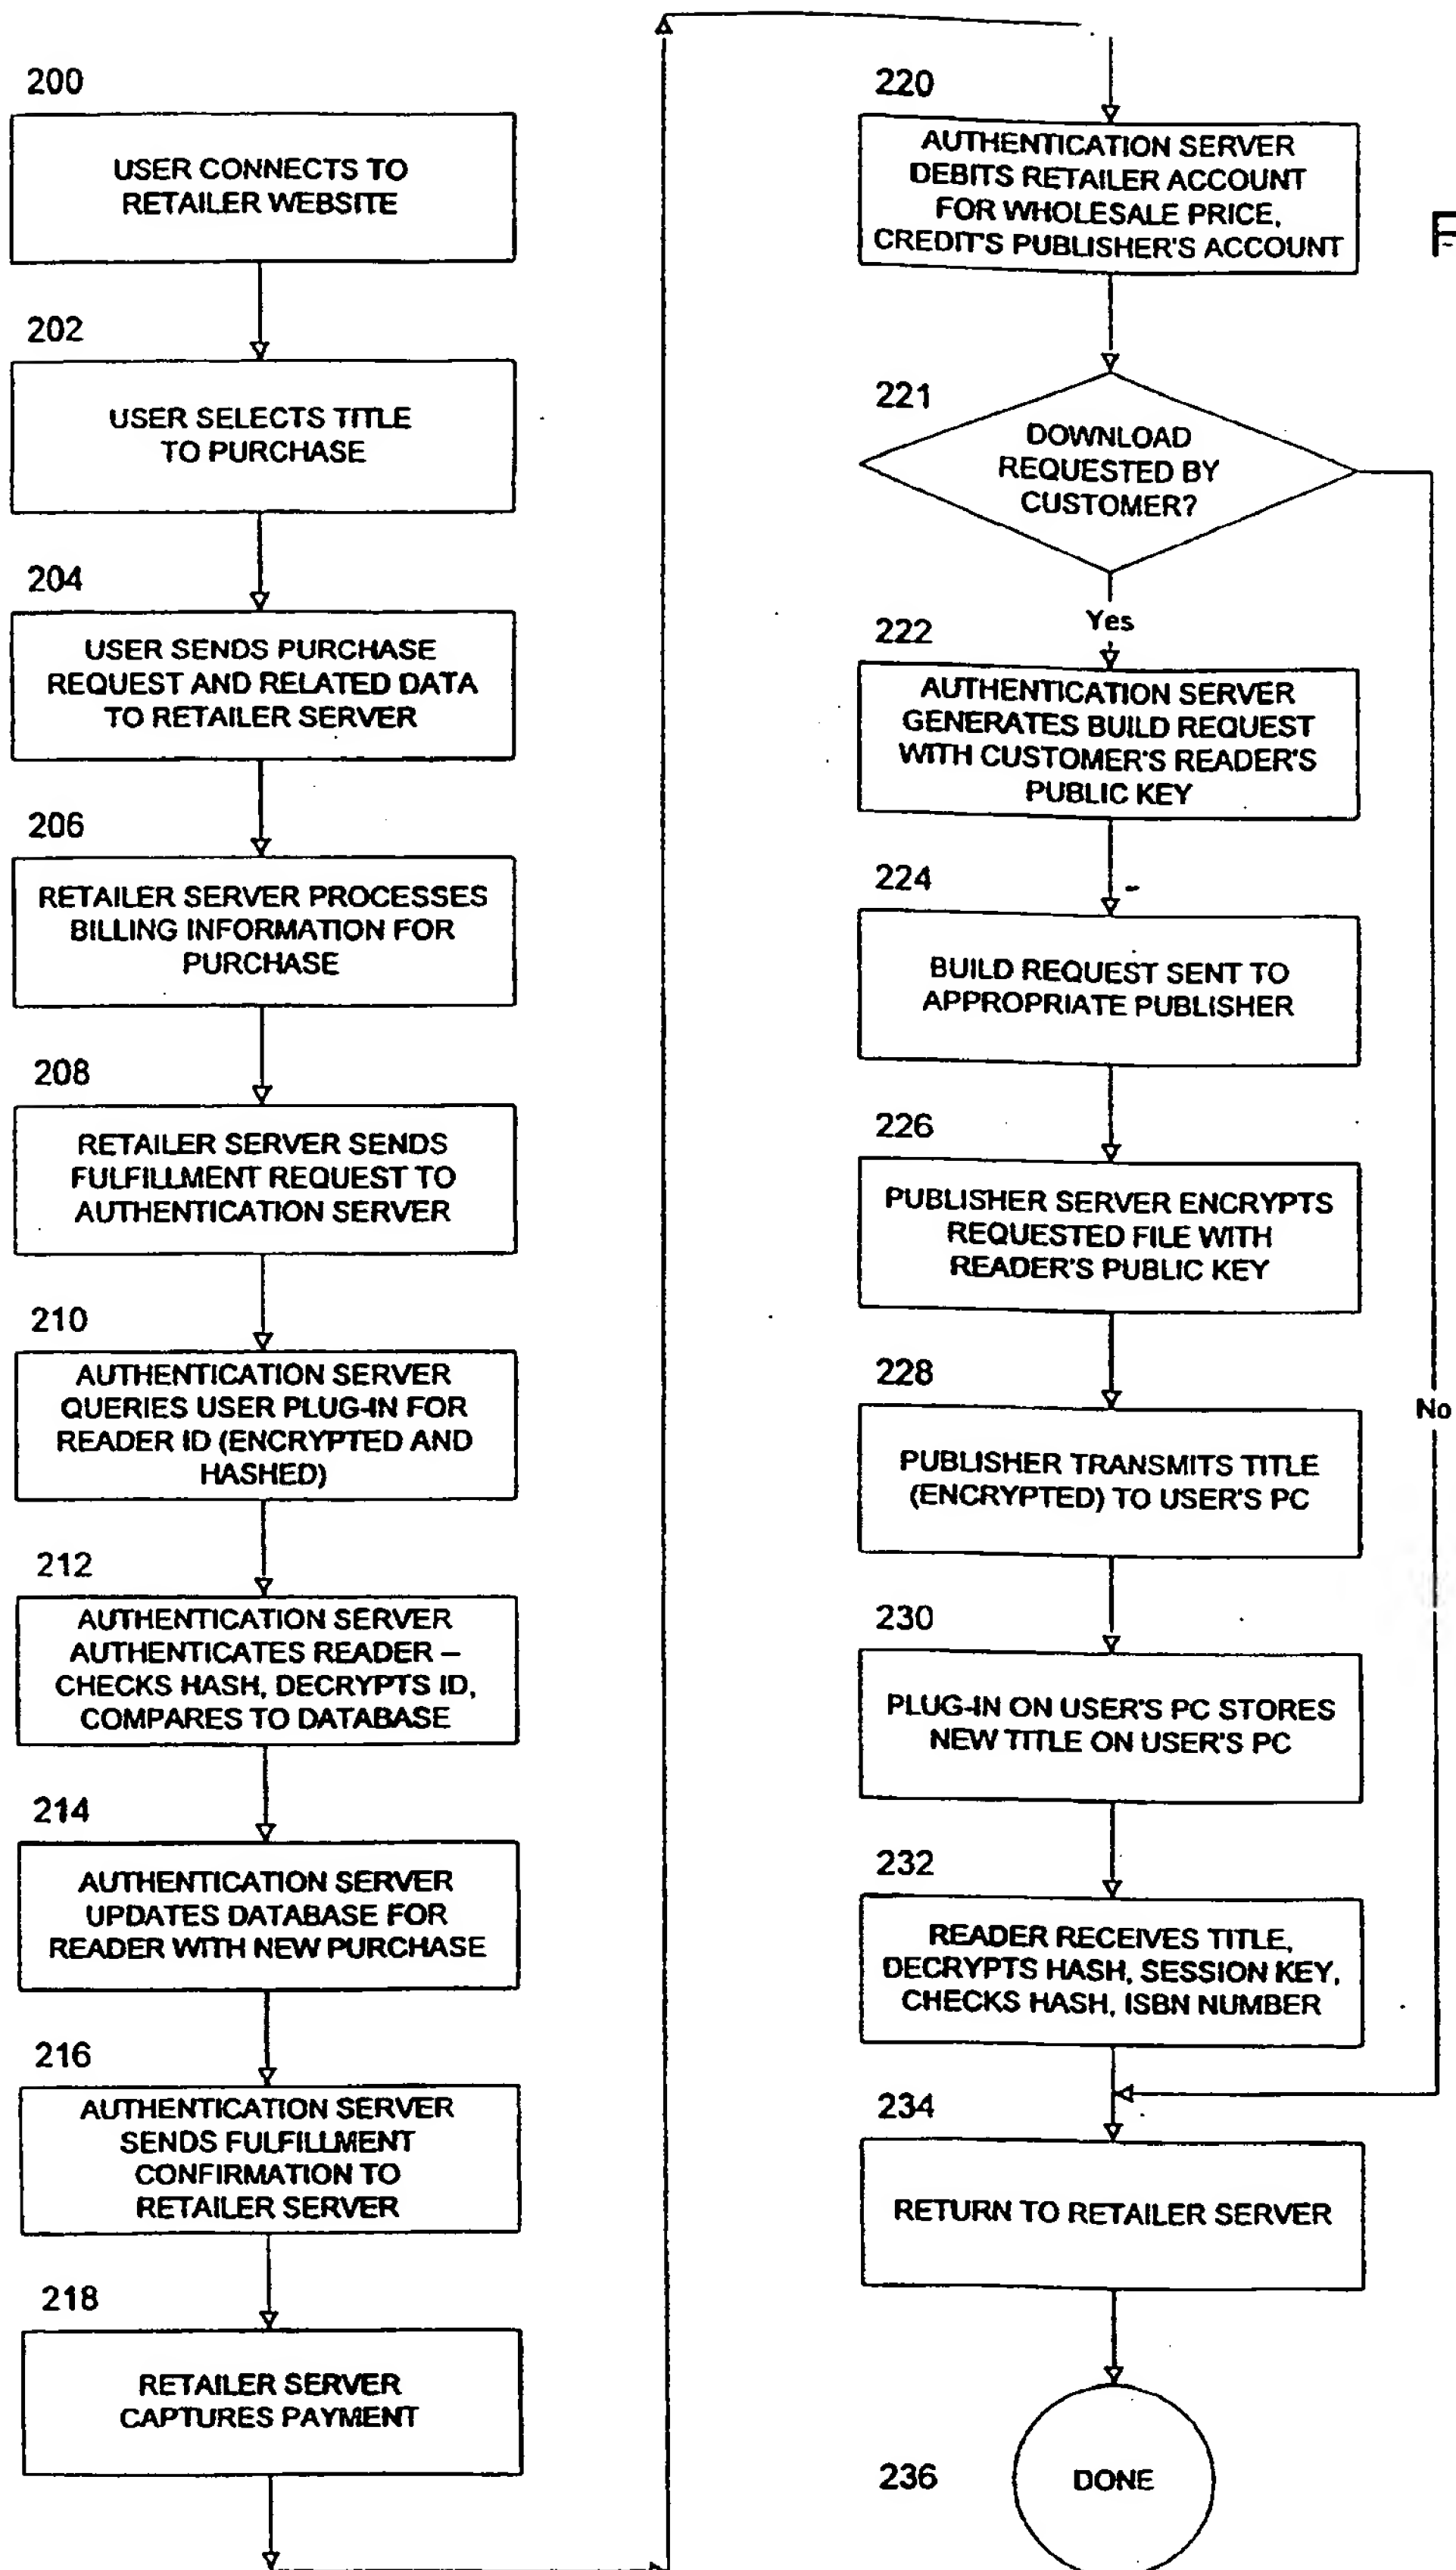 200
USER CONNECTS TO
RETAILER WEBSITE
202
USER SELECTS TITLE
TO PURCHASE
204
USER SENDS PURCHASE
REQUEST AND RELATED DATA
TO RETAILER SERVER
206
RETAILER SERVER PROCESSES
BILLING INFORMATION FOR
PURCHASE
208
RETAILER SERVER SENDS
FULFILLMENT REQUEST TO
AUTHENTICATION SERVER
210
AUTHENTICATION SERVER
QUERIES USER PLUG-IN FOR
READER ID (ENCRYPTED AND
HASHED)
212
AUTHENTICATION SERVER
AUTHENTICATES READER –
CHECKS HASH, DECRYPTS ID,
COMPARES TO DATABASE
214
AUTHENTICATION SERVER
UPDATES DATABASE FOR
READER WITH NEW PURCHASE
216
AUTHENTICATION SERVER
SENDS FULFILLMENT
CONFIRMATION TO
RETAILER SERVER
218
RETAILER SERVER
CAPTURES PAYMENT
220
AUTHENTICATION SERVER
DEBITS RETAILER ACCOUNT
FOR WHOLESALE PRICE,
CREDIT'S PUBLISHER'S ACCOUNT
F
221
DOWNLOAD
REQUESTED BY
CUSTOMER?
Yes
222
AUTHENTICATION SERVER
GENERATES BUILD REQUEST
WITH CUSTOMER'S READER'S
PUBLIC KEY
224
BUILD REQUEST SENT TO
APPROPRIATE PUBLISHER
226
PUBLISHER SERVER ENCRYPTS
REQUESTED FILE WITH
READER'S PUBLIC KEY
228
No
PUBLISHER TRANSMITS TITLE
(ENCRYPTED) TO USER'S PC
230
PLUG-IN ON USER'S PC STORES
NEW TITLE ON USER'S PC
232
READER RECEIVES TITLE,
DECRYPTS HASH, SESSION KEY,
CHECKS HASH, ISBN NUMBER
234
RETURN TO RETAILER SERVER
236
DONE